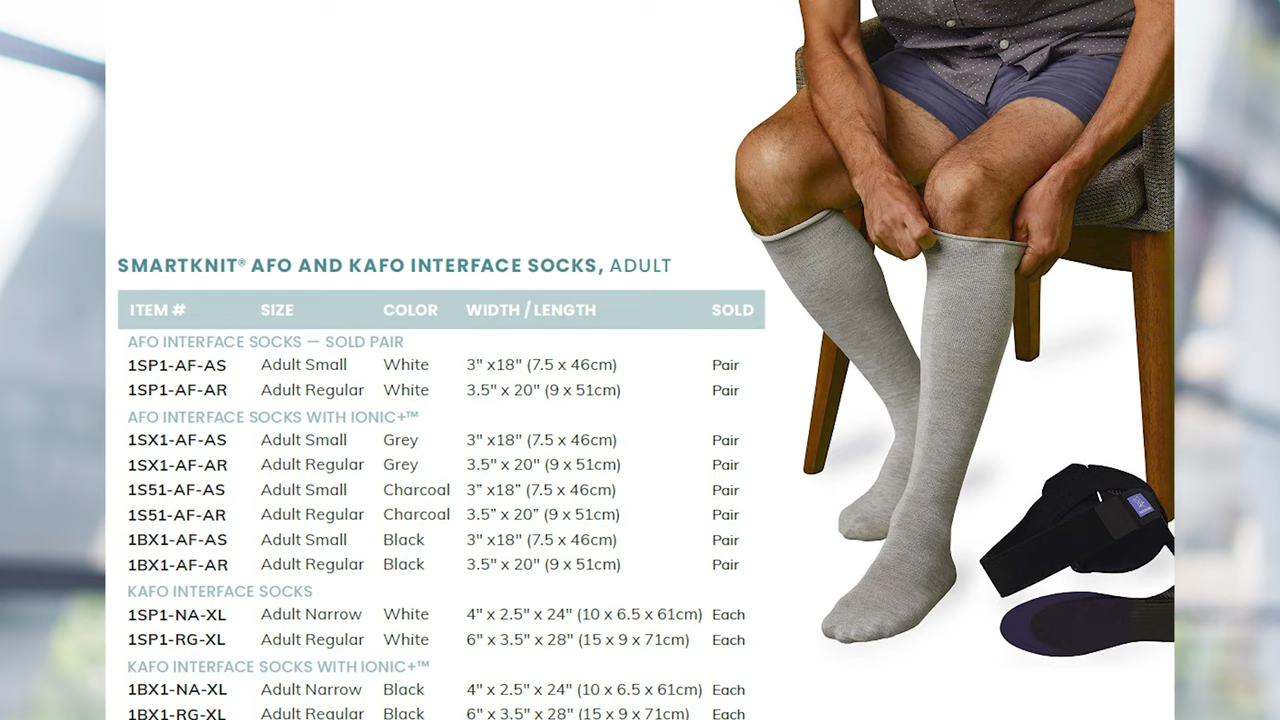 SMARTKNIT® AFO AND KAFO INTERFACE SOCKS, ADULT
ITEM # SIZE COLOR WIDTH / LENGTH SOLD
AFO INTERFACE SOCKS — SOLD PAIR
1SP1-AF-AS Adult Small White 3" x18" (7.5 x 46cm) Pair
1SP1-AF-AR Adult Regular White 3.5" x 20" (9 x 51cm) Pair
AFO INTERFACE SOCKS WITH IONIC+™
1SX1-AF-AS Adult Small Grey 3" x18" (7.5 x 46cm) Pair
1SX1-AF-AR Adult Regular Grey 3.5" x 20" (9 x 51cm) Pair
1S51-AF-AS Adult Small Charcoal 3” x18” (7.5 x 46cm) Pair
1S51-AF-AR Adult Regular Charcoal 3.5” x 20” (9 x 51cm) Pair
1BX1-AF-AS Adult Small Black 3" x18" (7.5 x 46cm) Pair
1BX1-AF-AR Adult Regular Black 3.5" x 20" (9 x 51cm) Pair
KAFO INTERFACE SOCKS
1SP1-NA-XL Adult Narrow White 4" x 2.5" x 24" (10 x 6.5 x 61cm) Each
1SP1-RG-XL Adult Regular White 6" x 3.5" x 28" (15 x 9 x 71cm) Each
KAFO INTERFACE SOCKS WITH IONIC+™
1BX1-NA-XL Adult Narrow Black 4" x 2.5" x 24" (10 x 6.5 x 61cm) Each
1BX1-RG-XL Adult Regular Black 6" x 3.5" x 28" (15 x 9 x 71cm) Each